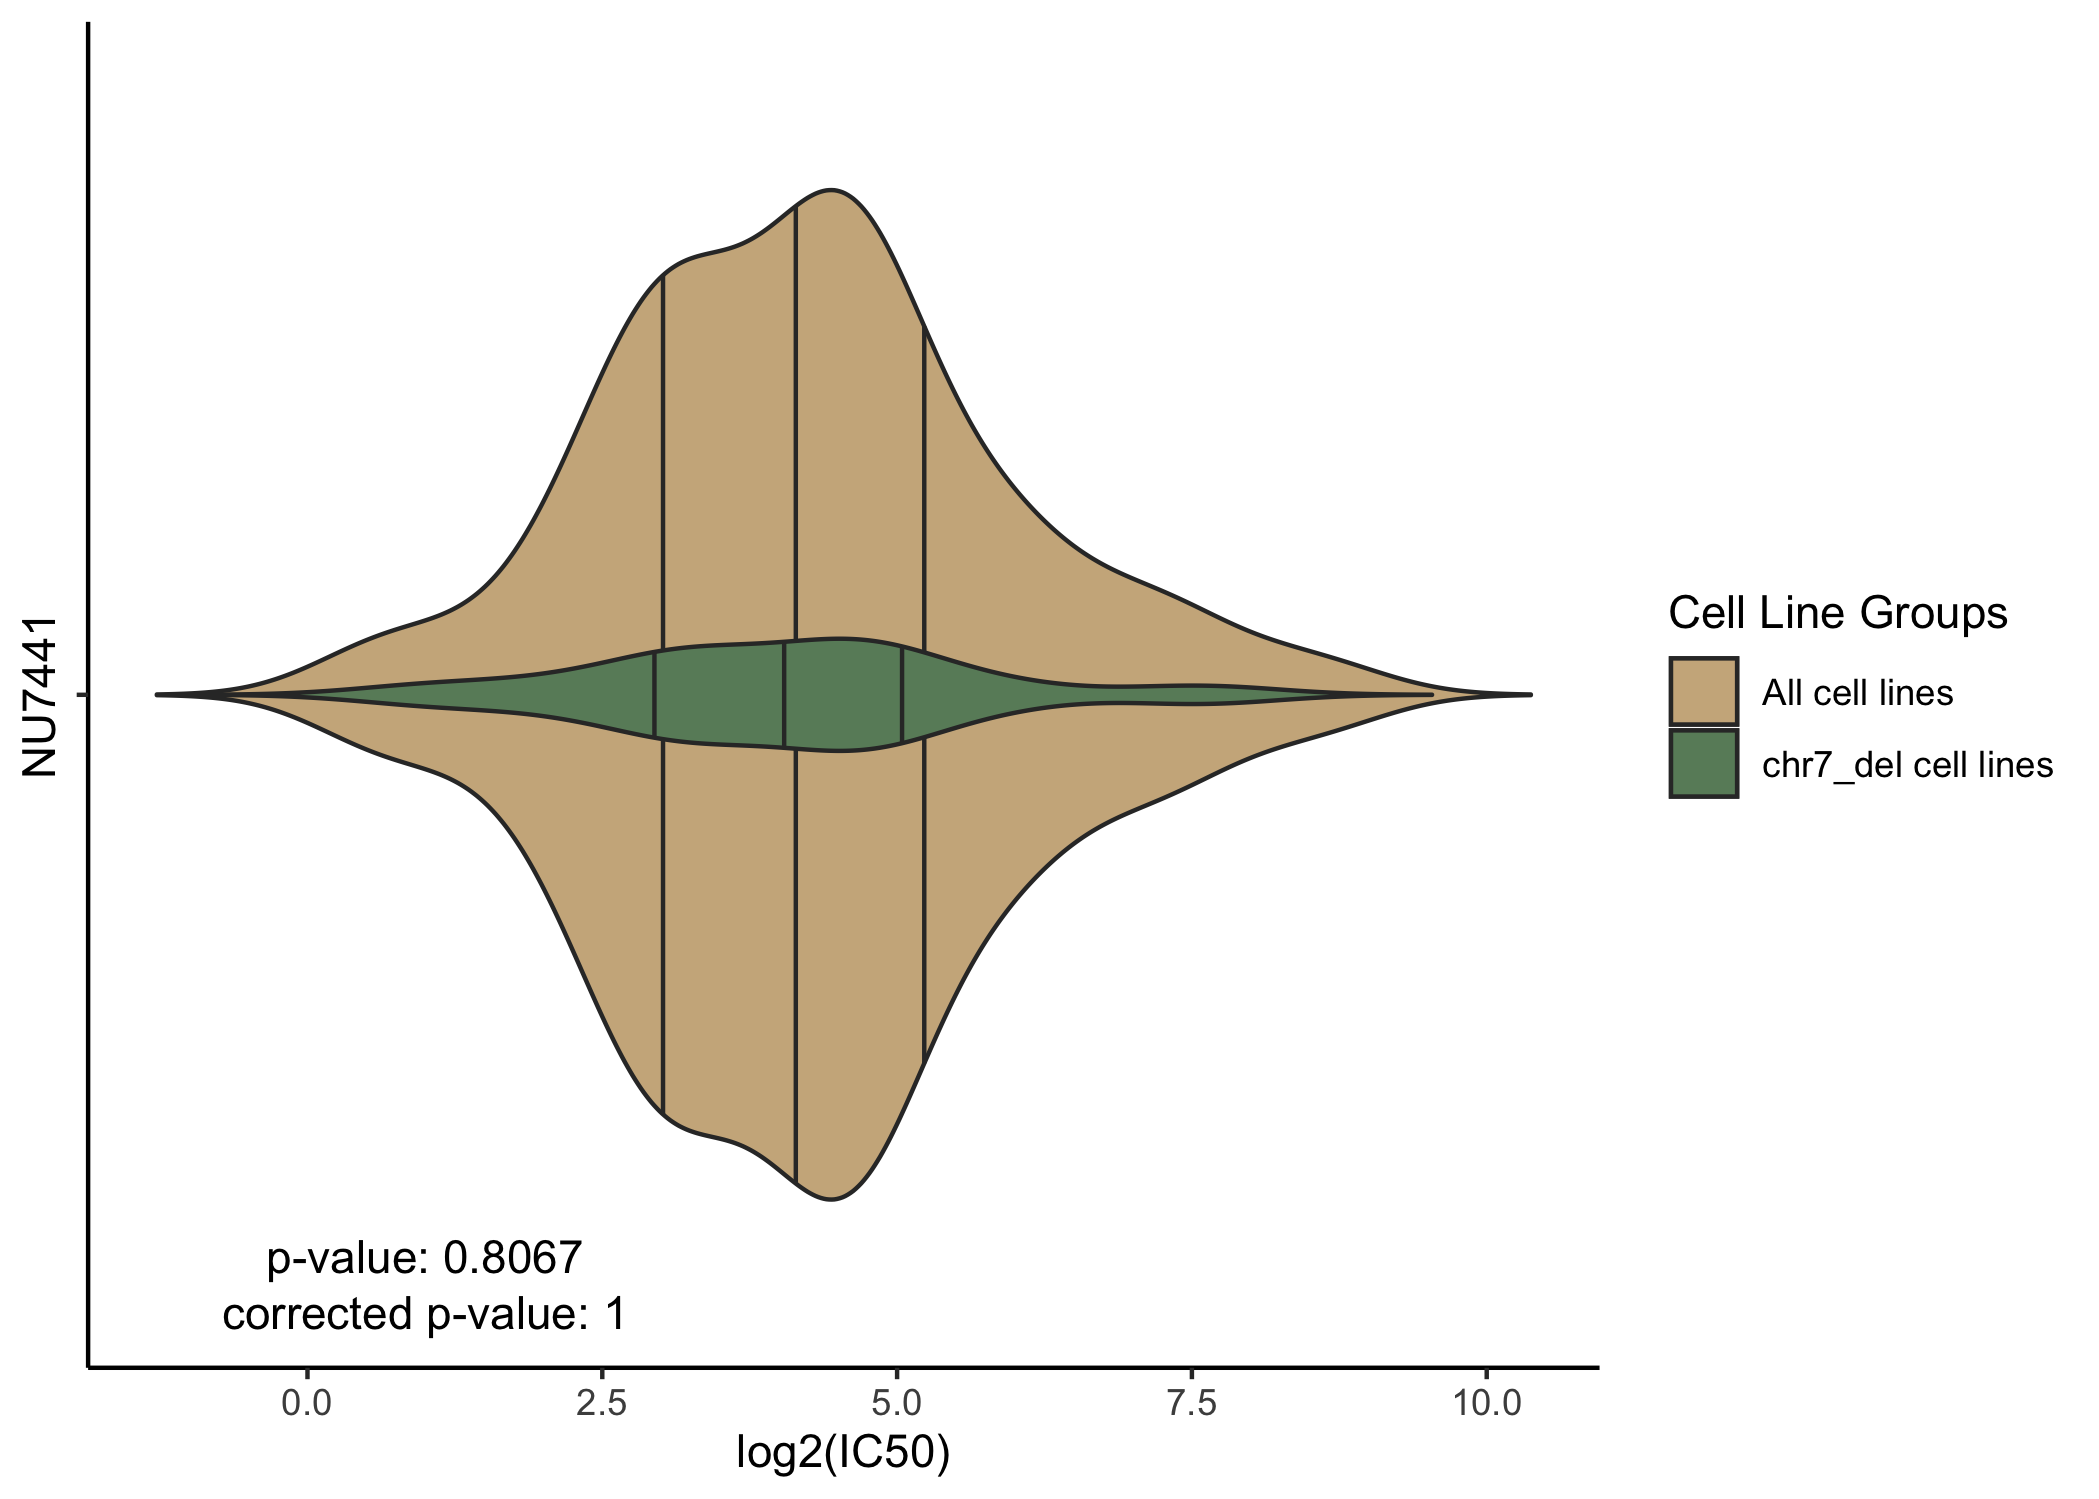 NU7441
p-value: 0.8067
corrected p-value: 1
0.0 2.5 5.0 7.5 10.0
log2(IC50)
Cell Line Groups
All cell lines
chr7_del cell lines